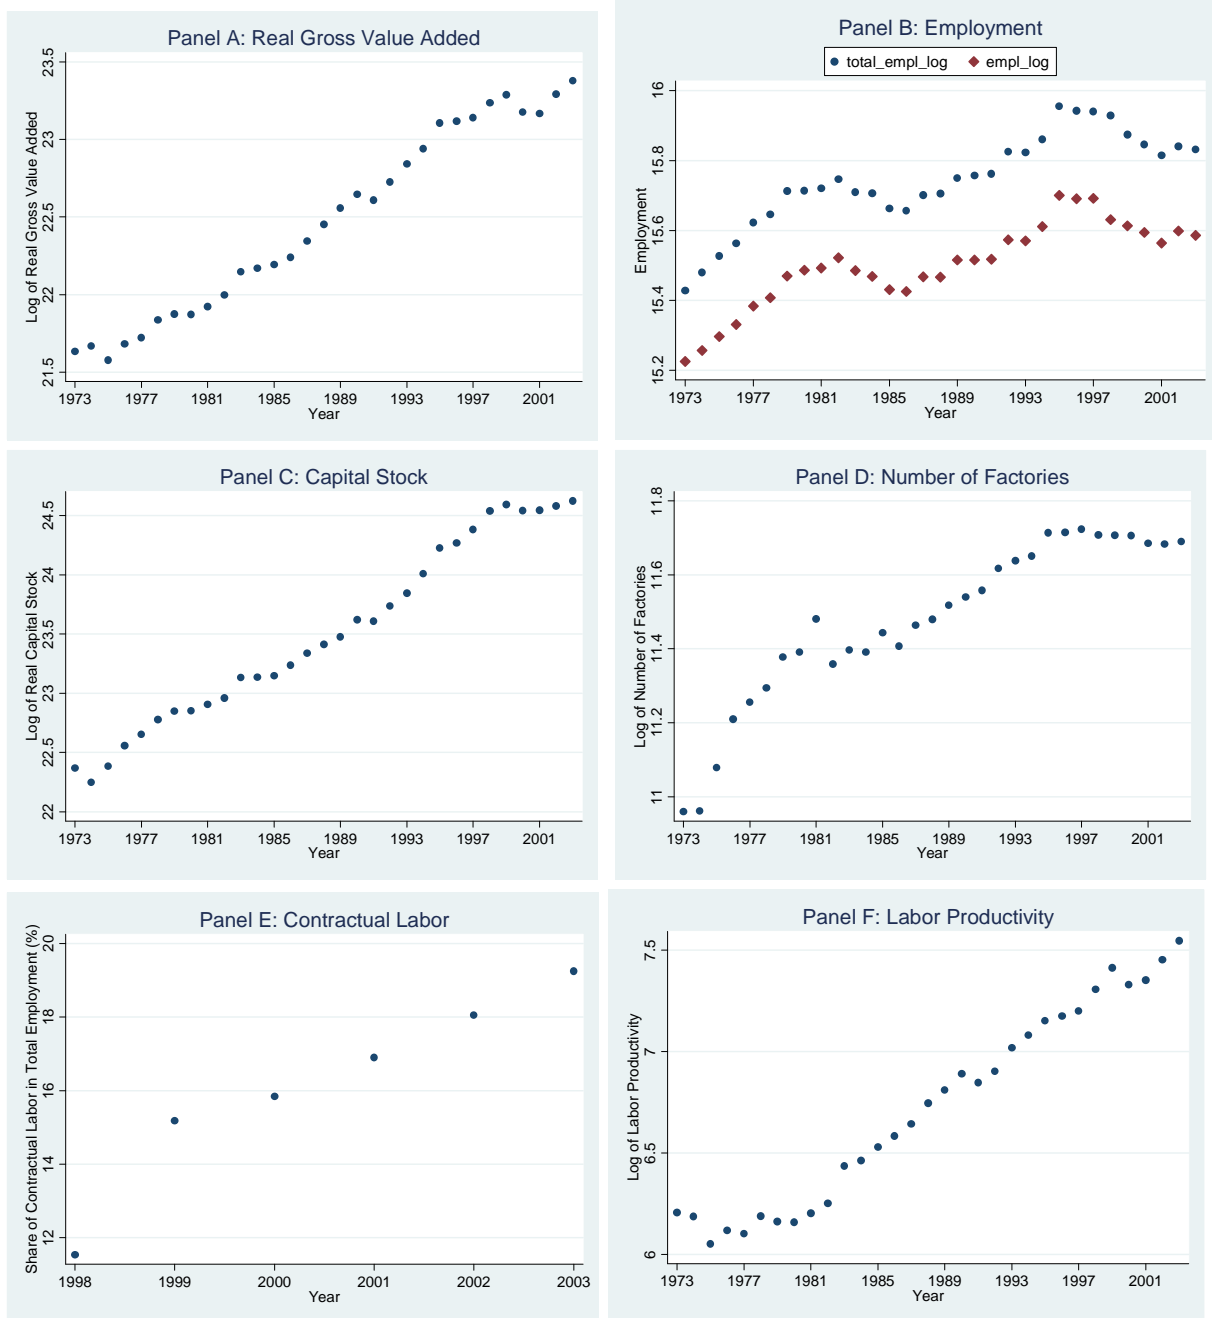 Panel A: Real Gross Value Added
Log of Real Gross Value Added
23.5
23
22.5
22
21.5
1973 1977 1981 1985 1989 1993 1997 2001
Year
Panel B: Employment
total_empl_log empl_log
Employment
16
15.8
15.6
15.4
15.2
1973 1977 1981 1985 1989 1993 1997 2001
Year
Panel C: Capital Stock
Log of Real Capital Stock
24.5
24
23.5
23
22.5
22
1973 1977 1981 1985 1989 1993 1997 2001
Year
Panel D: Number of Factories
Log of Number of Factories
11.8
11.6
11.4
11.2
11
1973 1977 1981 1985 1989 1993 1997 2001
Year
Panel E: Contractual Labor
Share of Contractual Labor in Total Employment (%)
20
18
16
14
12
1998 1999 2000 2001 2002 2003
Year
Panel F: Labor Productivity
Log of Labor Productivity
7.5
7
6.5
6
1973 1977 1981 1985 1989 1993 1997 2001
Year